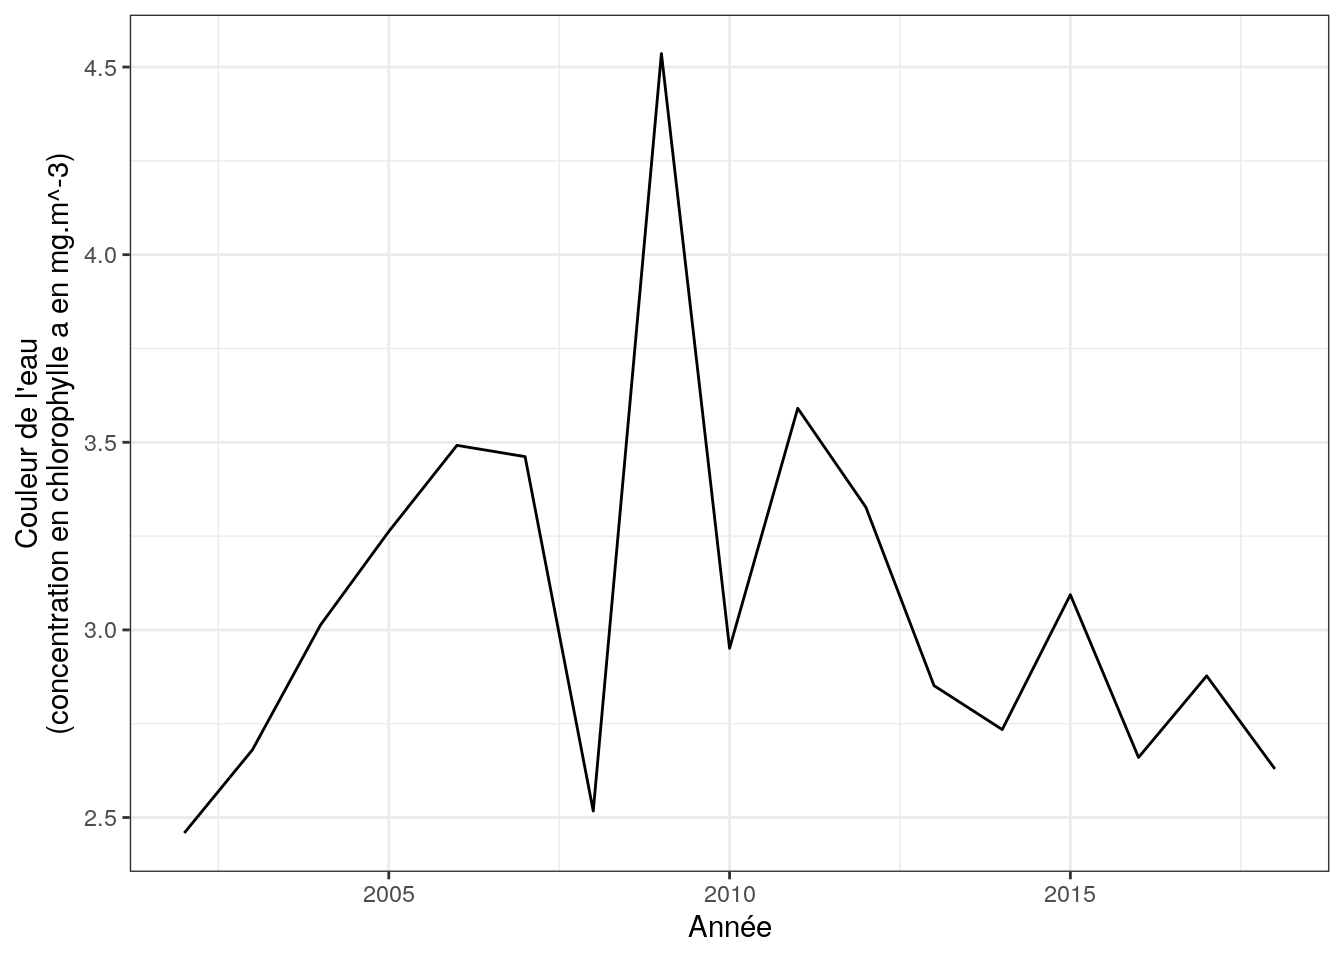 Couleur de l'eau
(concentration en chlorophylle a en mg.m^-3)
4.5
4.0
3.5
3.0
2.5
2005
2010
2015
Année